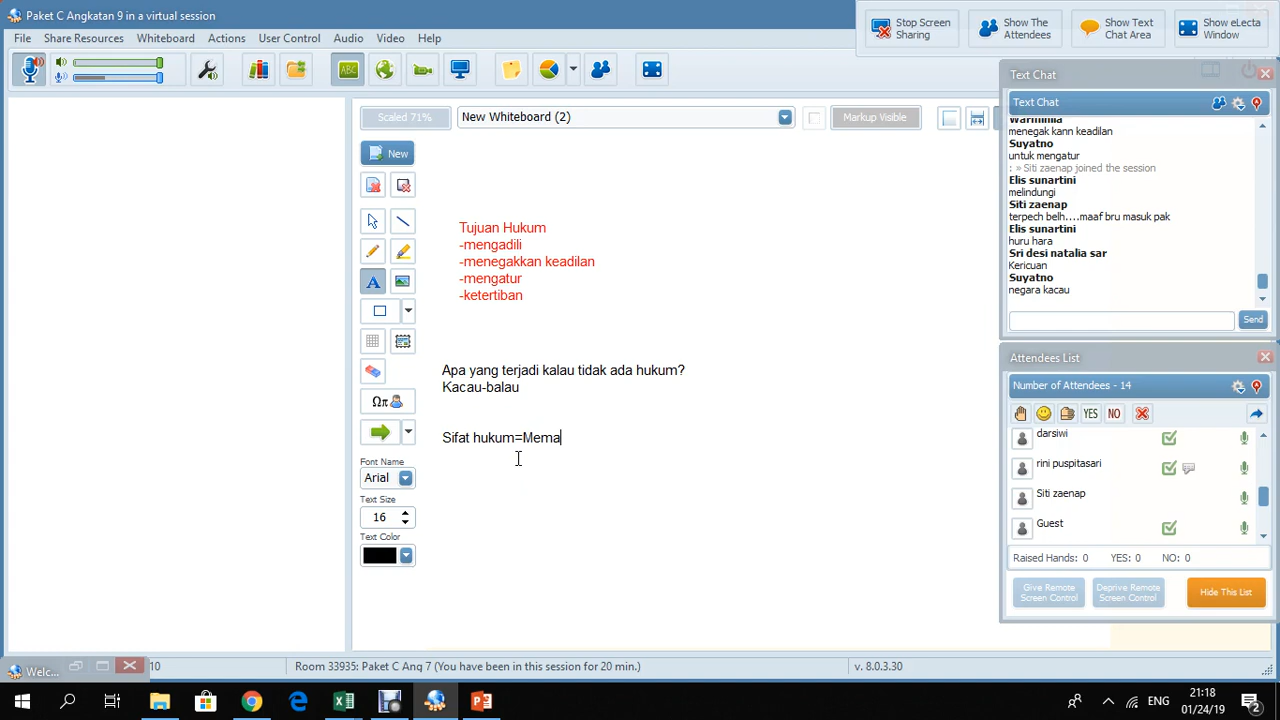 Paket C Angkatan 9 in a virtual session
File Share Resources Whiteboard Actions User Control Audio Video Help
Stop Screen Sharing
Show The Attendees
Show Text Chat Area
Show eLecta Window
Scaled 71%
New Whiteboard (2)
Markup Visible
New
Tujuan Hukum
-mengadili
-menegakkan keadilan
-mengatur
-ketertiban
Apa yang terjadi kalau tidak ada hukum?
Kacau-balau
Sifat hukum=Mema
ABC
A
Ωπ
Font Name
Arial
Text Size
16
Text Color
Text Chat
Text Chat
Warminia
menegak kann keadilan
Suyatno
untuk mengatur
: » Siti zaenap joined the session
Elis sunartini
melindungi
Siti zaenap
terpech belh....maaf bru masuk pak
Elis sunartini
huru hara
Sri desi natalia sar
Kericuan
Suyatno
negara kacau
Send
Attendees List
Number of Attendees - 14
YES NO
darsiwi
rini puspitasari
Siti zaenap
Guest
Raised Hands: 0 YES: 0 NO: 0
Give Remote Screen Control
Deprive Remote Screen Control
Hide This List
Welc...
10
Room 33935: Paket C Ang 7 (You have been in this session for 20 min.)
v. 8.0.3.30
ENG
21:18
01/24/19
2